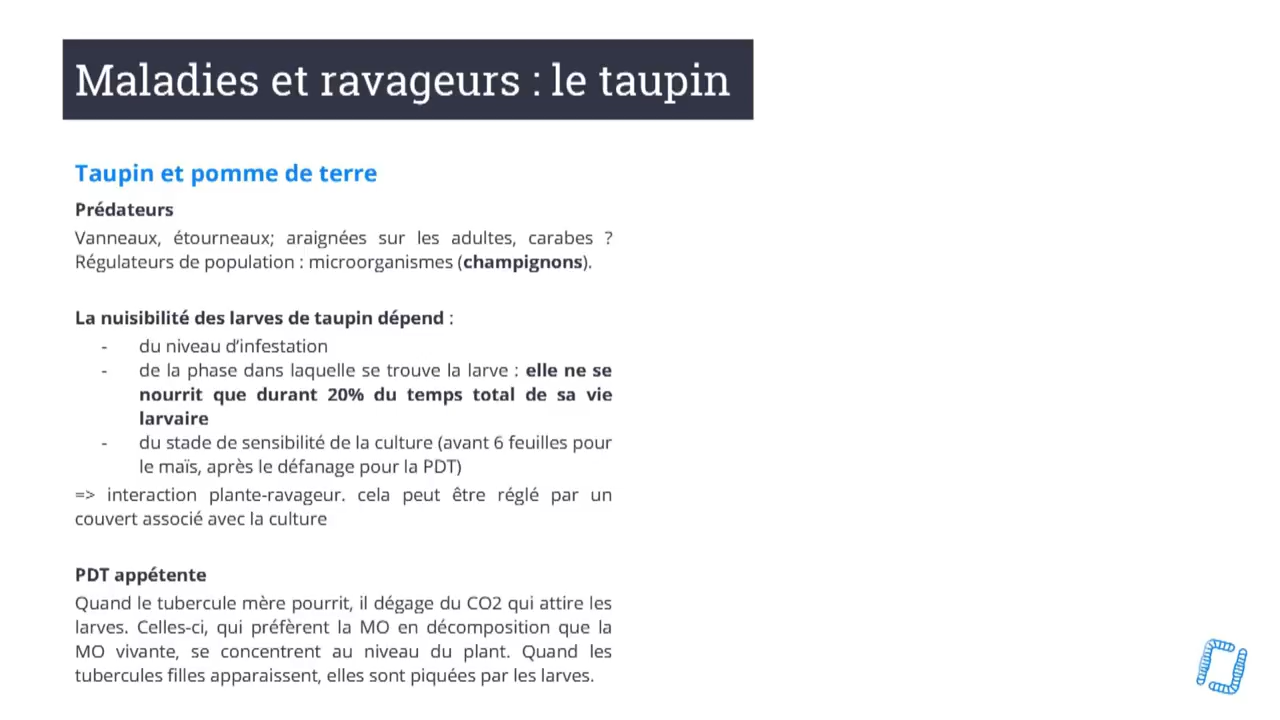 Maladies et ravageurs : le taupin
Taupin et pomme de terre
Prédateurs
Vanneaux, étourneaux; araignées sur les adultes, carabes ?
Régulateurs de population : microorganismes (champignons).
La nuisibilité des larves de taupin dépend :
- du niveau d’infestation
- de la phase dans laquelle se trouve la larve : elle ne se
nourrit que durant 20% du temps total de sa vie
larvaire
- du stade de sensibilité de la culture (avant 6 feuilles pour
le maïs, après le défanage pour la PDT)
=> interaction plante-ravageur. cela peut être réglé par un
couvert associé avec la culture
PDT appétente
Quand le tubercule mère pourrit, il dégage du CO2 qui attire les
larves. Celles-ci, qui préfèrent la MO en décomposition que la
MO vivante, se concentrent au niveau du plant. Quand les
tubercules filles apparaissent, elles sont piquées par les larves.